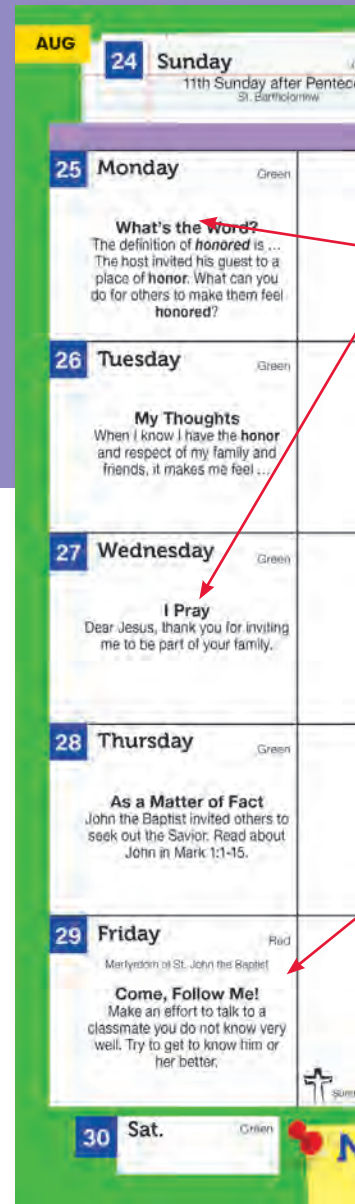 AUG
24 Sunday
11th Sunday after
St. Bartholomew
25 Monday Green
What's the Word?
The definition of honored is ...
The host invited his guest to a
place of honor. What can you
do for others to make them feel
honored?
26 Tuesday Green
My Thoughts
When I know I have the honor
and respect of my family and
friends, it makes me feel ...
27 Wednesday Green
I Pray
Dear Jesus, thank you for inviting
me to be part of your family.
28 Thursday Green
As a Matter of Fact
John the Baptist invited others to
seek out the Savior. Read about
John in Mark 1:1-15.
29 Friday Red
Martyrdom of St. John the Baptist
Come, Follow Me!
Make an effort to talk to a
classmate you do not know very
well. Try to get to know him or
her better.
30 Sat. Green